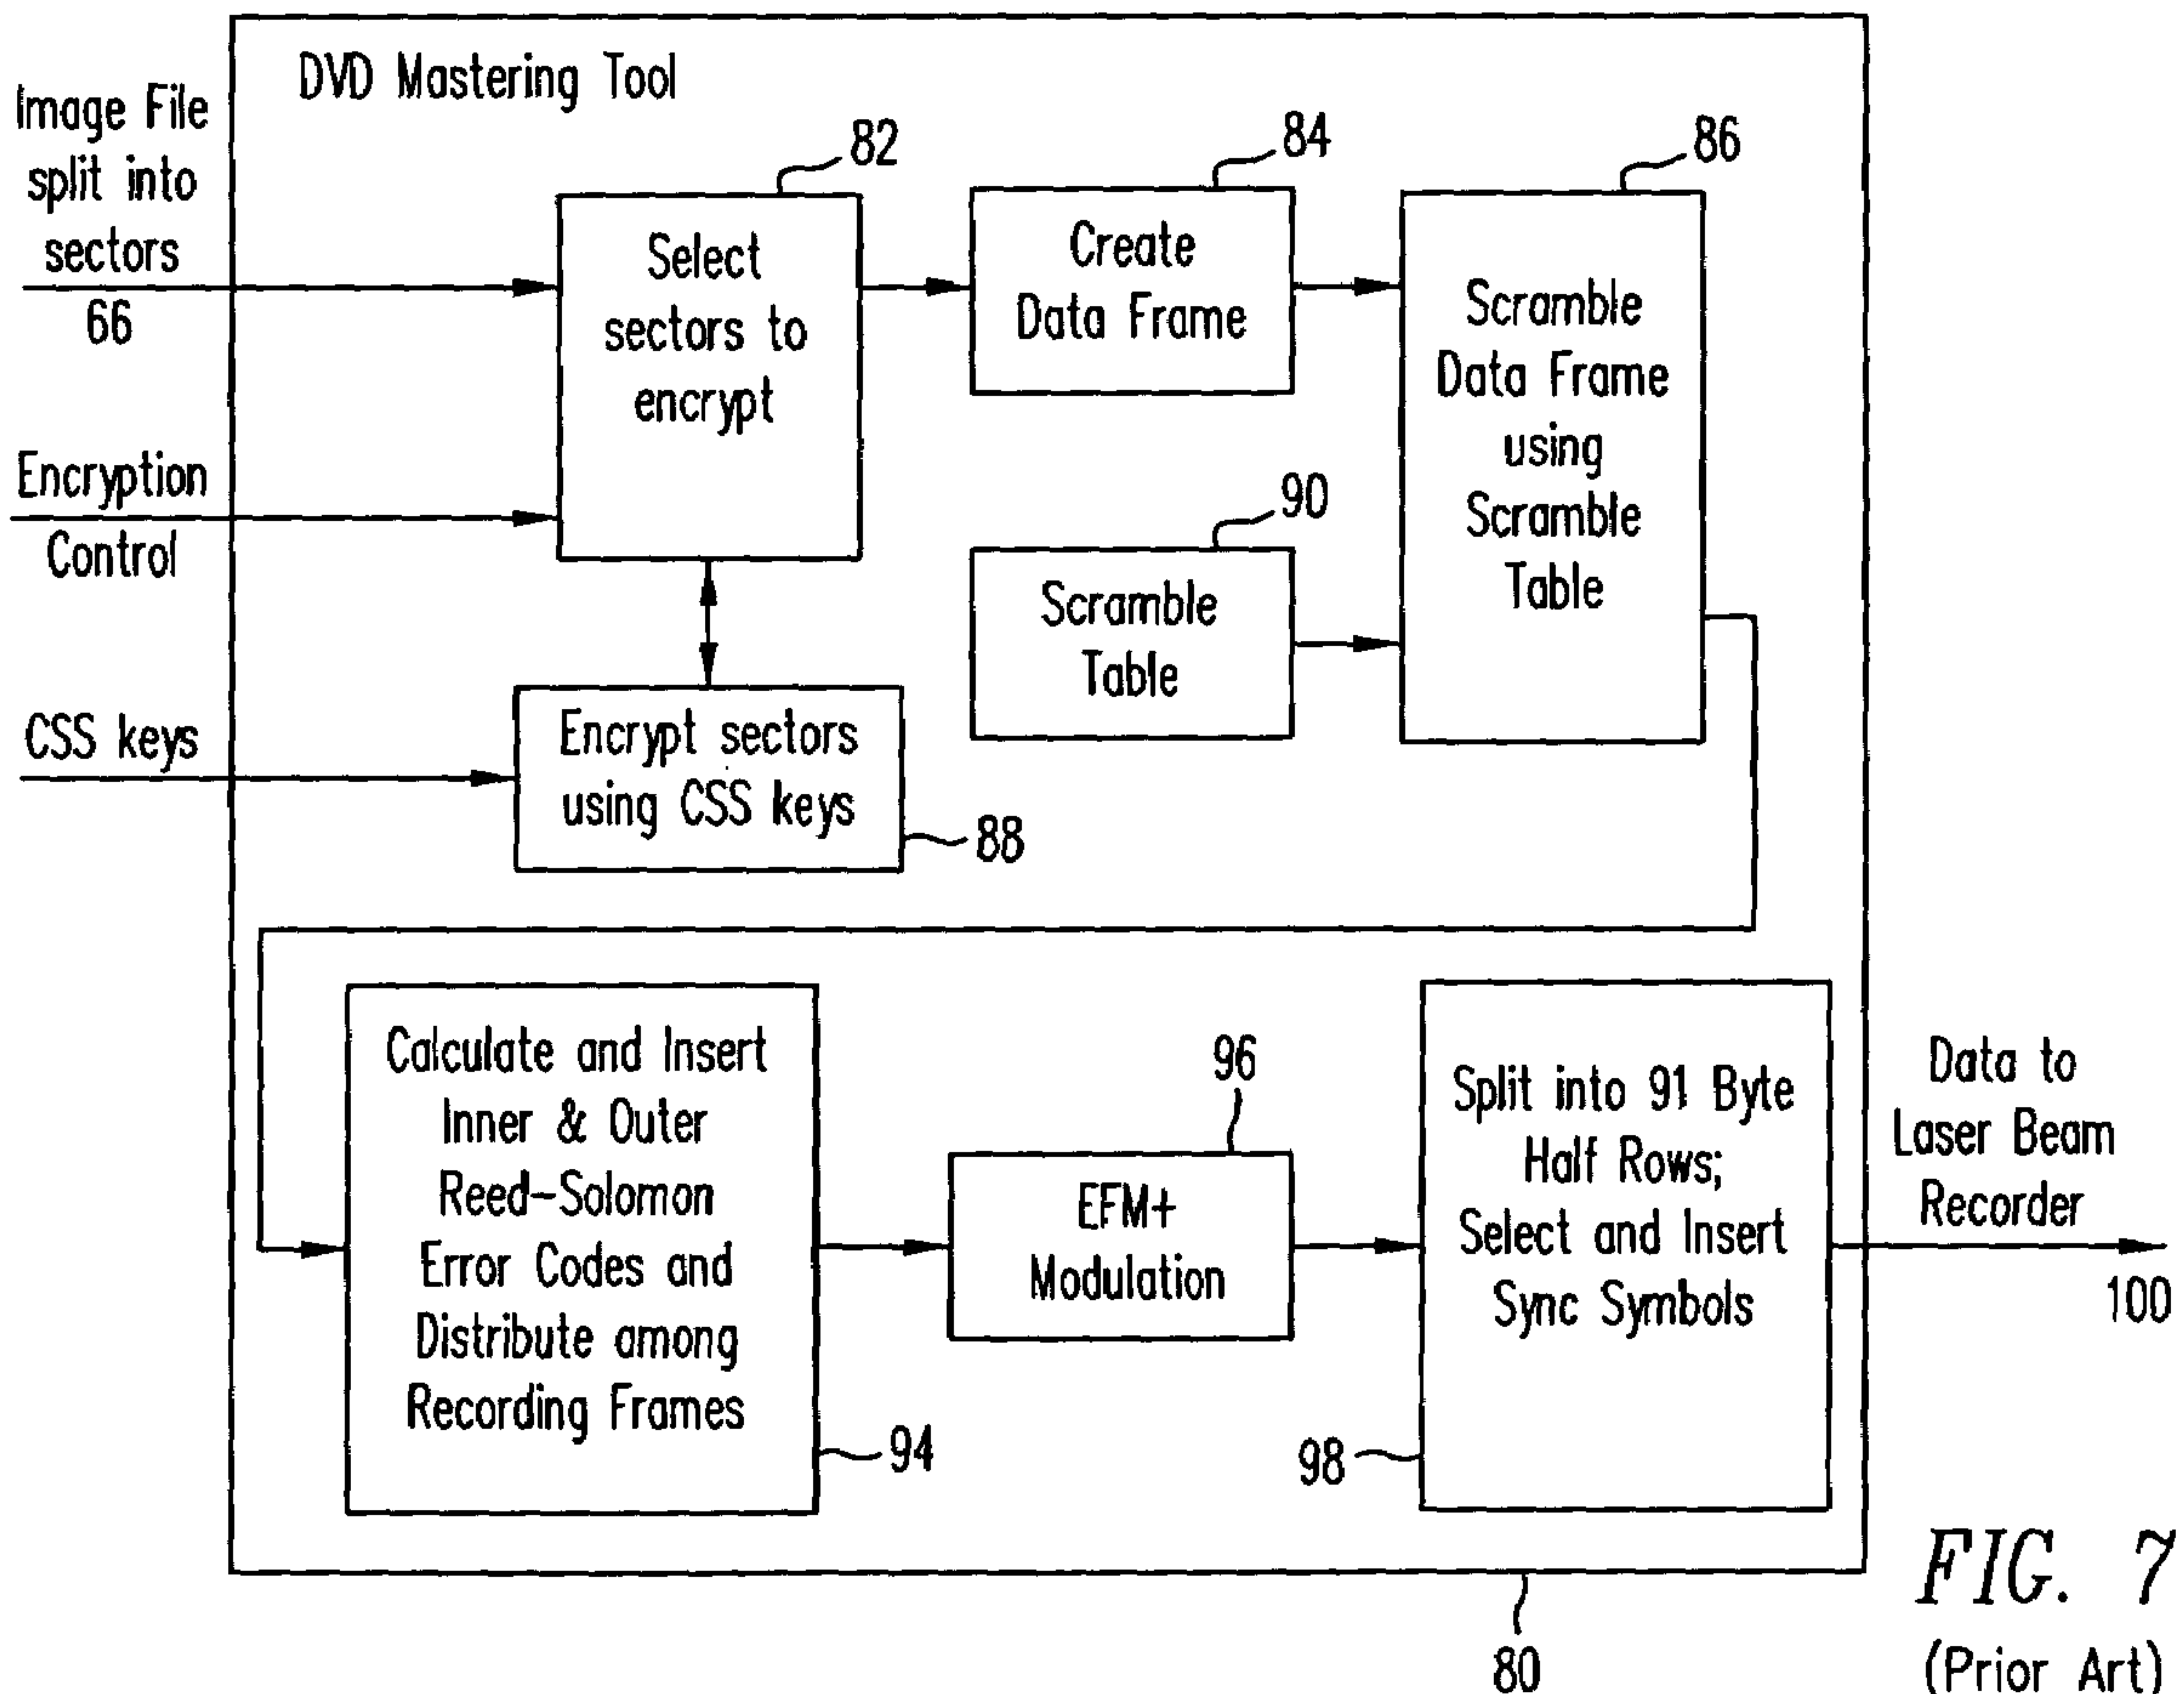 DVD Mastering Tool
Image File
split into
sectors
66
Encryption
Control
CSS keys
82
Select
sectors to
encrypt
84
Create
Data Frame
86
Scramble
Data Frame
using
Scramble
Table
90
Scramble
Table
Encrypt sectors
using CSS keys
88
Calculate and Insert
Inner & Outer
Reed-Solomon
Error Codes and
Distribute among
Recording Frames
94
96
EFM+
Modulation
Split into 91 Byte
Half Rows;
Select and Insert
Sync Symbols
98
Data to
Laser Beam
Recorder
100
80
FIG. 7
(Prior Art)